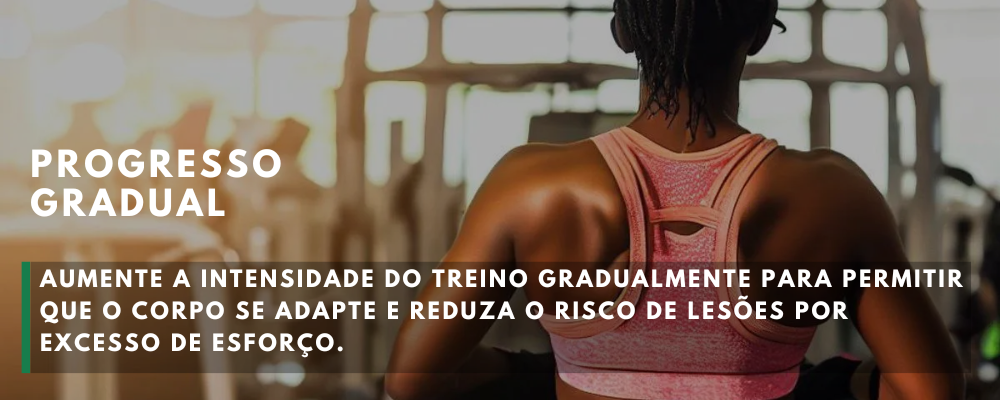 PROGRESSO
GRADUAL
AUMENTE A INTENSIDADE DO TREINO GRADUALMENTE PARA PERMITIR
QUE O CORPO SE ADAPTE E REDUZA O RISCO DE LESÕES POR
EXCESSO DE ESFORÇO.